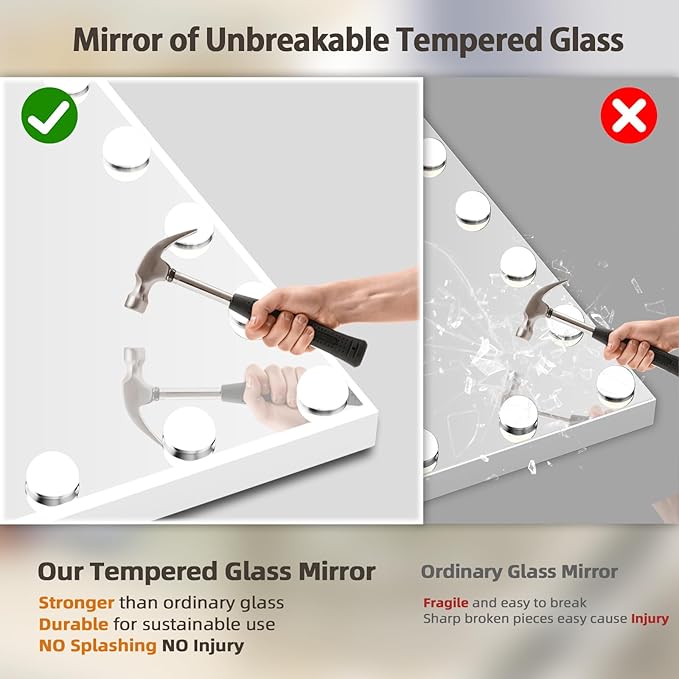 Mirror of Unbreakable Tempered Glass
Our Tempered Glass Mirror
Stronger than ordinary glass
Durable for sustainable use
NO Splashing NO Injury
Ordinary Glass Mirror
Fragile and easy to break
Sharp broken pieces easy cause Injury